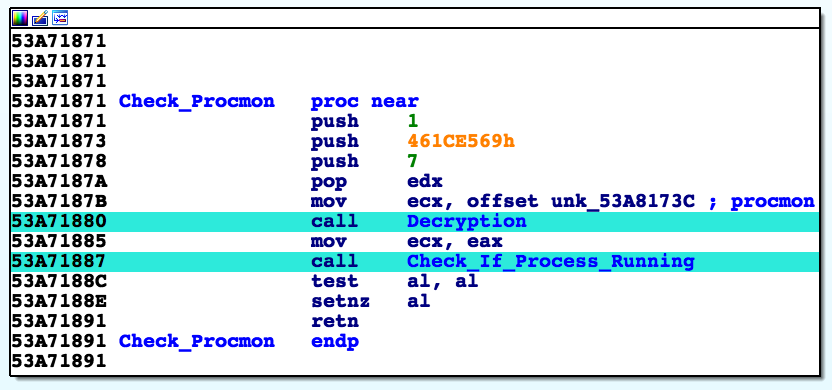 53A71871
53A71871
53A71871
53A71871 Check_Procmon proc near
53A71871 push 1
53A71873 push 461CE569h
53A71878 push 7
53A7187A pop edx
53A7187B mov ecx, offset unk_53A8173C ; procmon
53A71880 call Decryption
53A71885 mov ecx, eax
53A71887 call Check_If_Process_Running
53A7188C test al, al
53A7188E setnz al
53A71891 retn
53A71891 Check_Procmon endp
53A71891